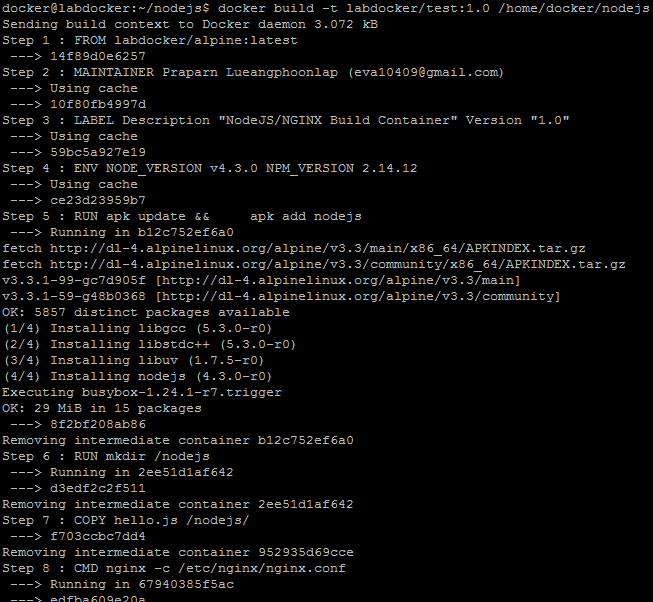 docker@labdocker:~/nodejs$ docker build -t labdocker/test:1.0 /home/docker/nodejs
Sending build context to Docker daemon 3.072 kB
Step 1 : FROM labdocker/alpine:latest
 ---> 14f89d0e6257
Step 2 : MAINTAINER Praparn Lueangphoonlap (eva10409@gmail.com)
 ---> Using cache
 ---> 10f80fb4997d
Step 3 : LABEL Description "NodeJS/NGINX Build Container" Version "1.0"
 ---> Using cache
 ---> 59bc5a927e19
Step 4 : ENV NODE_VERSION v4.3.0 NPM_VERSION 2.14.12
 ---> Using cache
 ---> ce23d23959b7
Step 5 : RUN apk update &&     apk add nodejs
 ---> Running in b12c752ef6a0
fetch http://dl-4.alpinelinux.org/alpine/v3.3/main/x86_64/APKINDEX.tar.gz
fetch http://dl-4.alpinelinux.org/alpine/v3.3/community/x86_64/APKINDEX.tar.gz
v3.3.1-99-gc7d905f [http://dl-4.alpinelinux.org/alpine/v3.3/main]
v3.3.1-59-g48b0368 [http://dl-4.alpinelinux.org/alpine/v3.3/community]
OK: 5857 distinct packages available
(1/4) Installing libgcc (5.3.0-r0)
(2/4) Installing libstdc++ (5.3.0-r0)
(3/4) Installing libuv (1.7.5-r0)
(4/4) Installing nodejs (4.3.0-r0)
Executing busybox-1.24.1-r7.trigger
OK: 29 MiB in 15 packages
 ---> 8f2bf208ab86
Removing intermediate container b12c752ef6a0
Step 6 : RUN mkdir /nodejs
 ---> Running in 2ee51d1af642
 ---> d3edf2c2f511
Removing intermediate container 2ee51d1af642
Step 7 : COPY hello.js /nodejs/
 ---> f703ccbc7dd4
Removing intermediate container 952935d69cce
Step 8 : CMD nginx -c /etc/nginx/nginx.conf
 ---> Running in 67940385f5ac
 ---> edfba609e20a